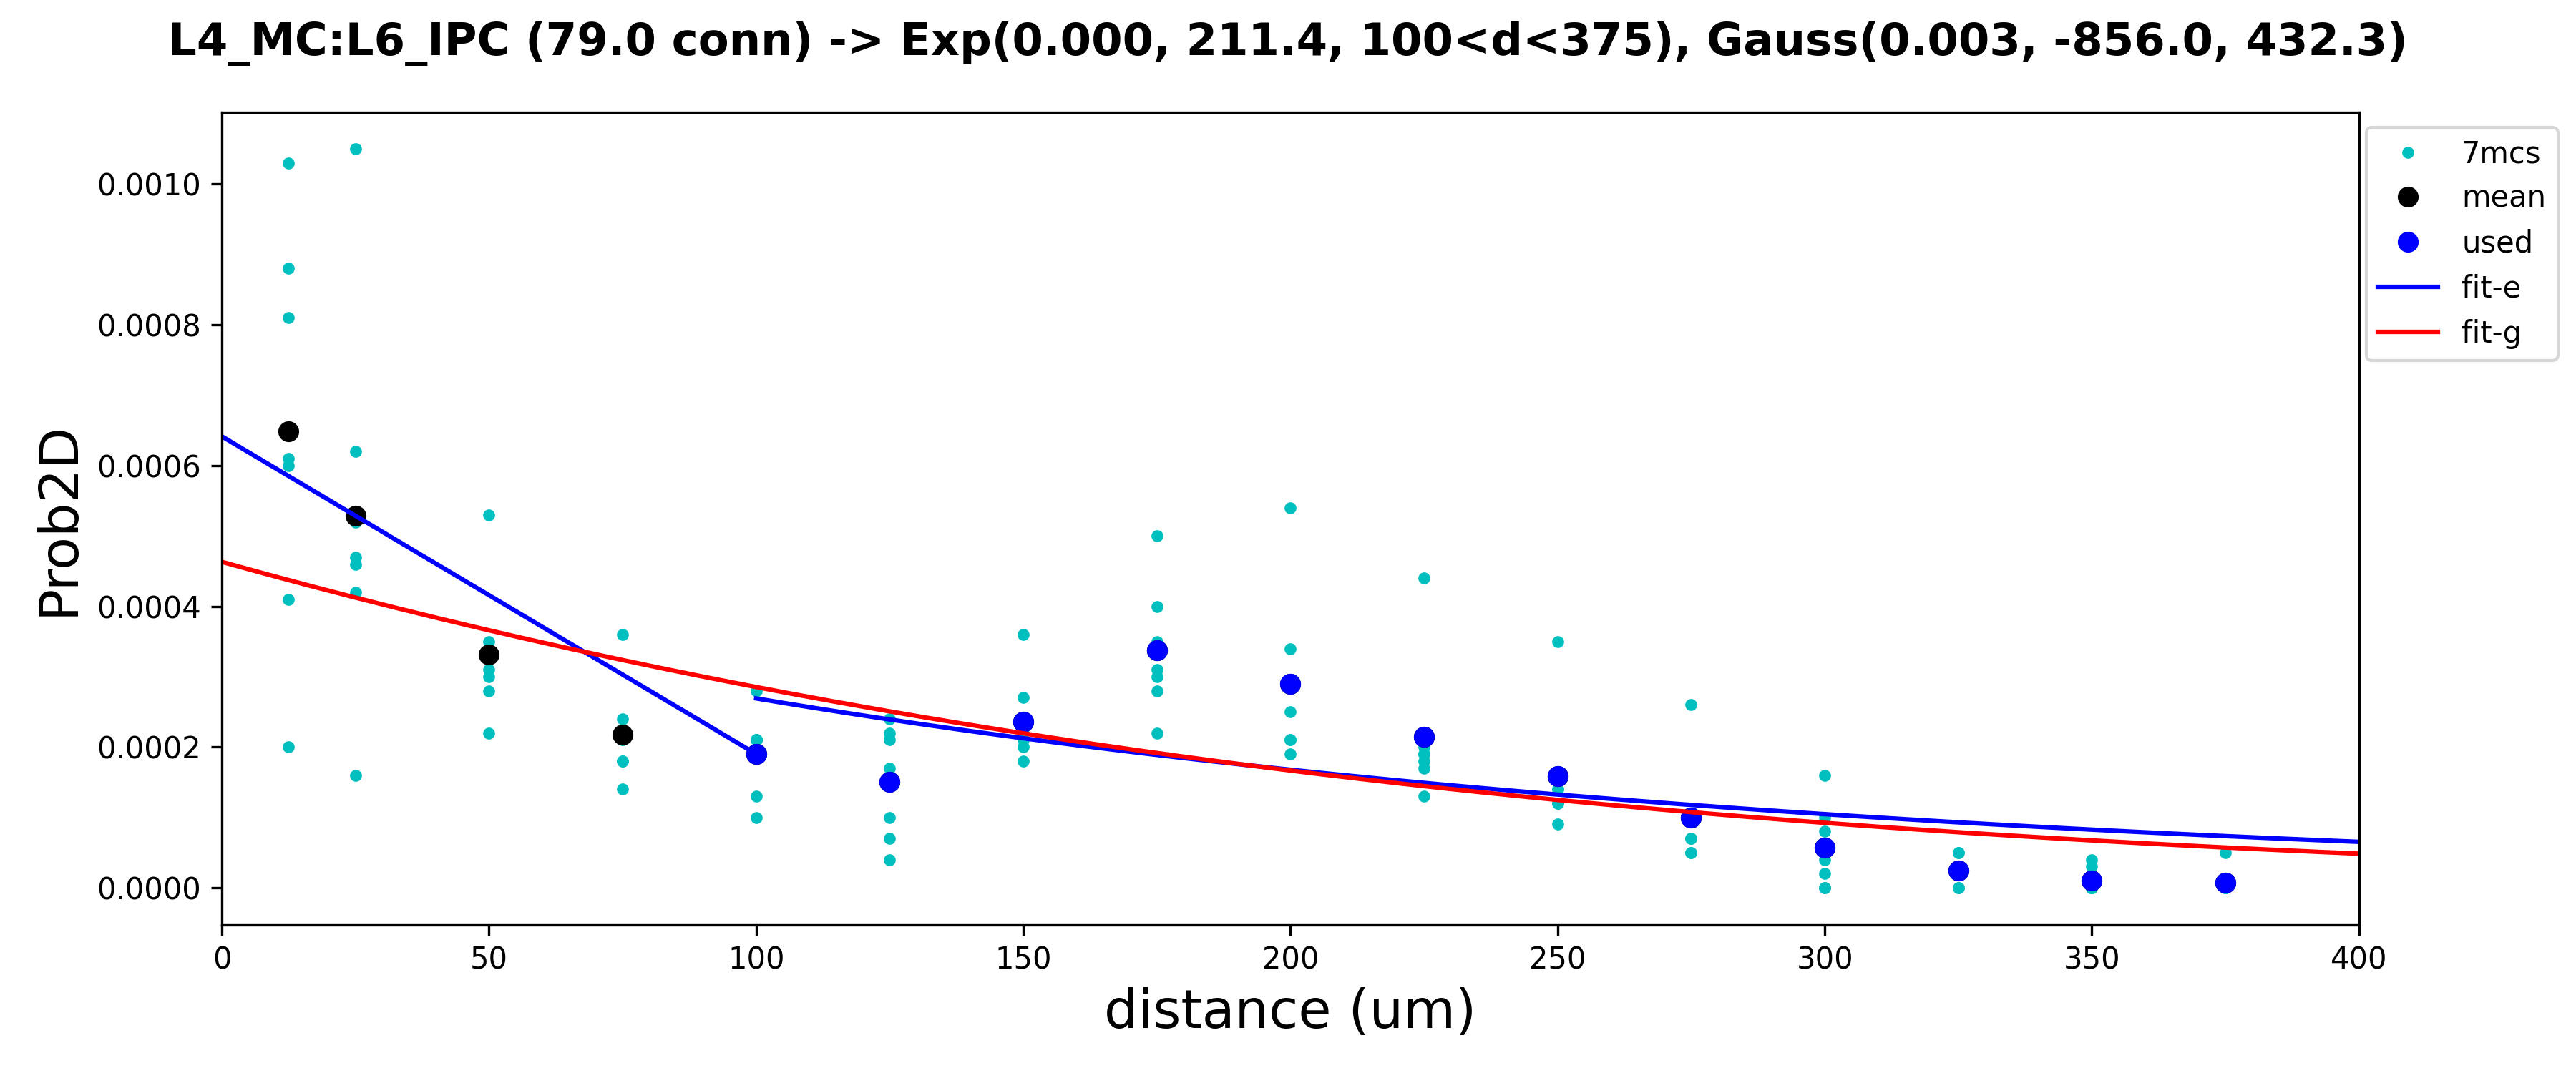 L4_MC:L6_IPC (79.0 conn) -> Exp(0.000, 211.4, 100<d<375), Gauss(0.003, -856.0, 432.3)
7mcs
mean
used
fit-e
fit-g
Prob2D
0.0010
0.0008
0.0006
0.0004
0.0002
0.0000
0 50 100 150 200 250 300 350 400
distance (um)